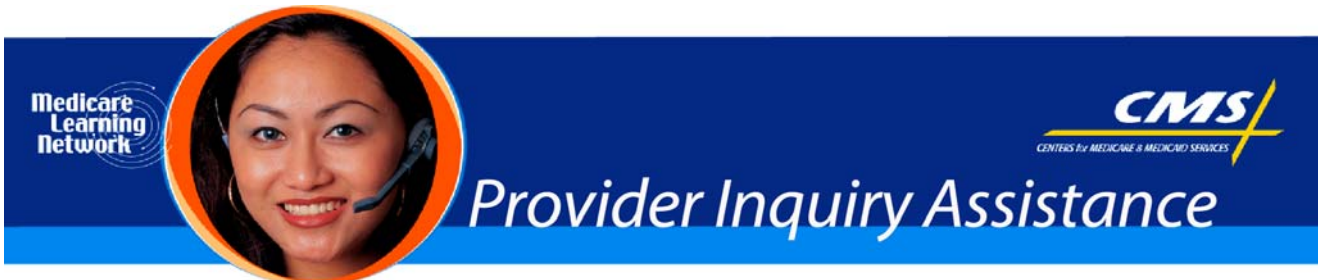 Medicare
Learning
Network
CMS
CENTERS for MEDICARE & MEDICAID SERVICES
Provider Inquiry Assistance